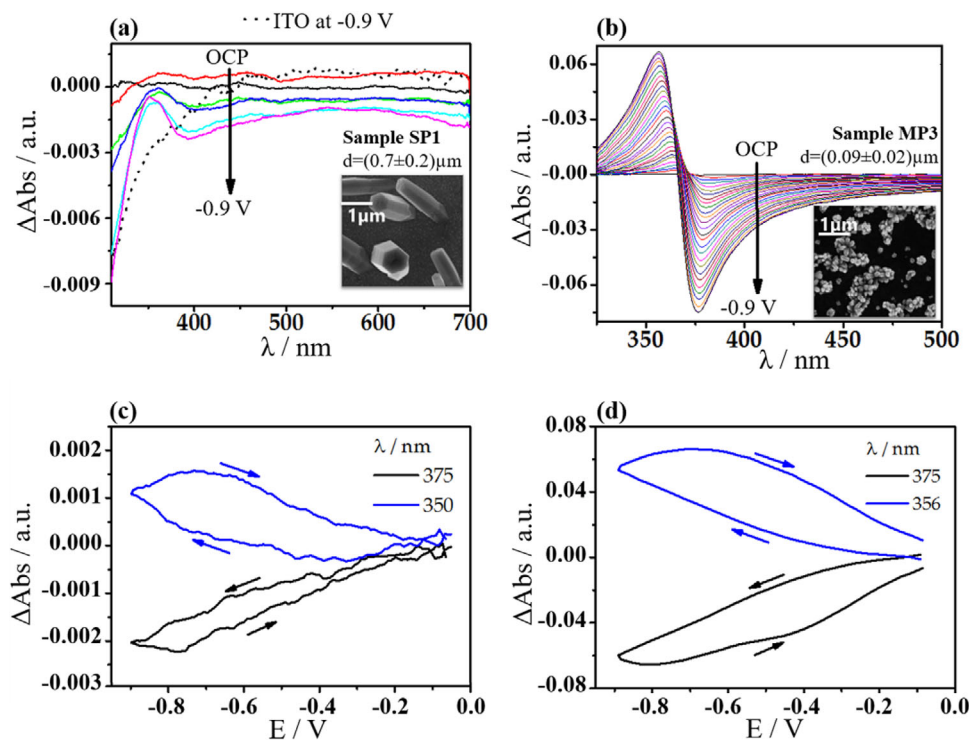 ···ITO at -0.9 V
(a)
OCP
0.000
-0.003
-0.006
-0.009
ΔAbs / a.u.
-0.9 V
Sample SP1
d=(0.7±0.2)µm
1µm
400
500
600
700
λ / nm
(b)
0.06
0.03
-0.00
-0.03
-0.06
ΔAbs / a.u.
OCP
-0.9 V
Sample MP3
d=(0.09±0.02)µm
1µm
350
400
450
500
λ / nm
(c)
0.002
0.001
0.000
-0.001
-0.002
-0.003
ΔAbs / a.u.
λ / nm
375
350
-0.8
-0.6
-0.4
-0.2
0.0
E / V
(d)
0.08
0.04
0.00
-0.04
-0.08
ΔAbs / a.u.
λ / nm
375
356
-0.8
-0.6
-0.4
-0.2
0.0
E / V